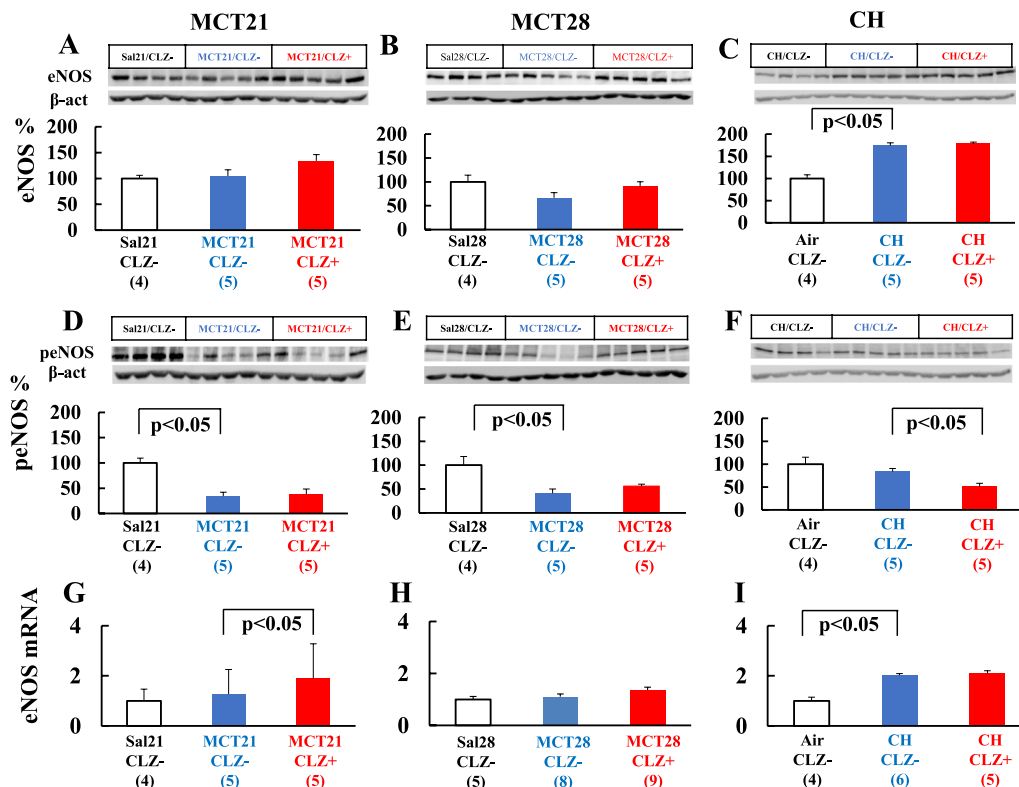 MCT21
MCT28
CH
A
Sal21/CLZ- MCT21/CLZ- MCT21/CLZ+
eNOS
β-act
eNOS %
200
150
100
50
0
Sal21 MCT21 MCT21
CLZ- CLZ- CLZ+
(4) (5) (5)
B
Sal28/CLZ- MCT28/CLZ- MCT28/CLZ+
200
150
100
50
0
Sal28 MCT28 MCT28
CLZ- CLZ- CLZ+
(4) (5) (5)
C
CH/CLZ- CH/CLZ- CH/CLZ+
p<0.05
200
150
100
50
0
Air CH CH
CLZ- CLZ- CLZ+
(4) (5) (5)
D
Sal21/CLZ- MCT21/CLZ- MCT21/CLZ+
peNOS
β-act
peNOS %
200
150
100
50
0
p<0.05
Sal21 MCT21 MCT21
CLZ- CLZ- CLZ+
(4) (5) (5)
E
Sal28/CLZ- MCT28/CLZ- MCT28/CLZ+
200
150
100
50
0
p<0.05
Sal28 MCT28 MCT28
CLZ- CLZ- CLZ+
(4) (5) (5)
F
CH/CLZ- CH/CLZ- CH/CLZ+
200
150
100
50
0
p<0.05
Air CH CH
CLZ- CLZ- CLZ+
(4) (5) (5)
G
eNOS mRNA
4
2
0
p<0.05
Sal21 MCT21 MCT21
CLZ- CLZ- CLZ+
(4) (5) (5)
H
4
2
0
Sal28 MCT28 MCT28
CLZ- CLZ- CLZ+
(5) (8) (9)
I
4
2
0
p<0.05
Air CH CH
CLZ- CLZ- CLZ+
(4) (6) (5)